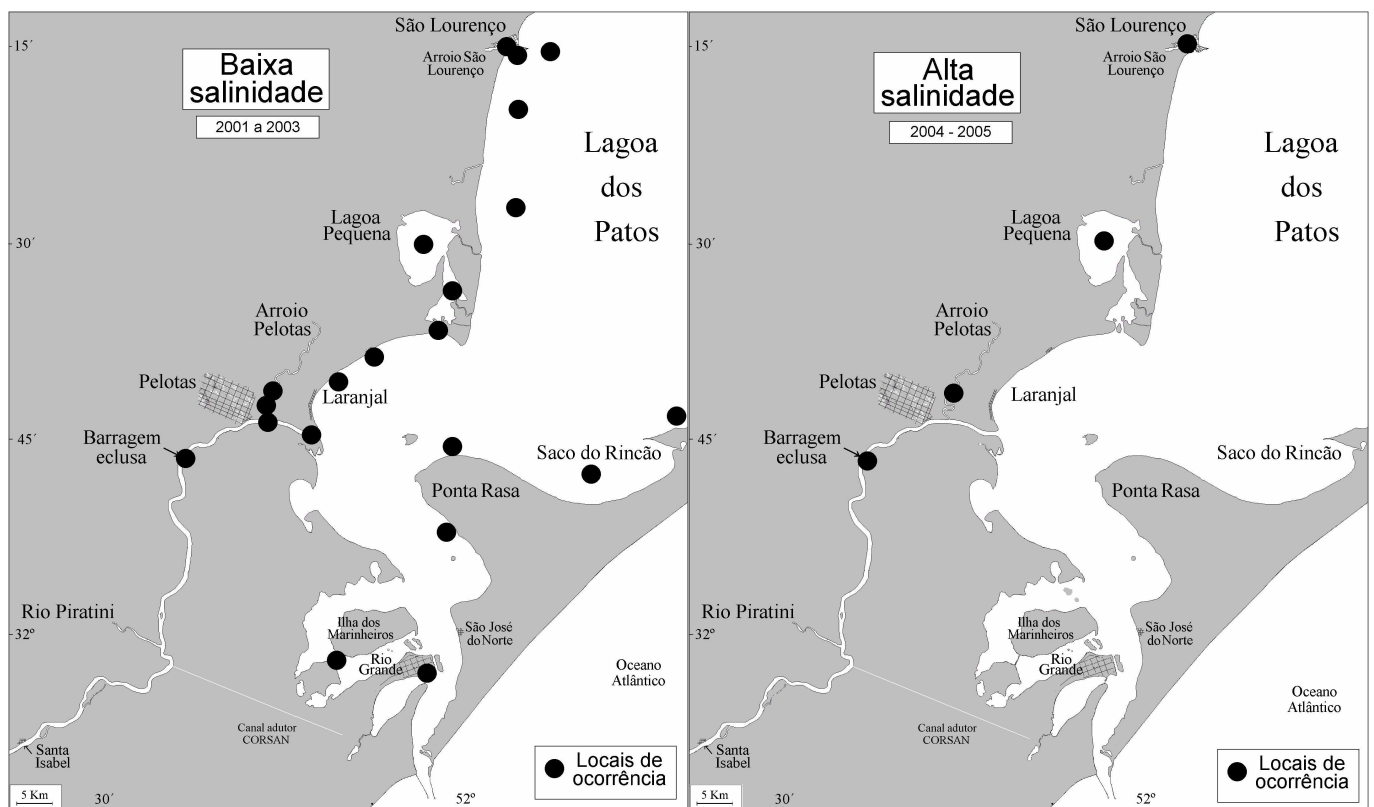 São Lourenço
15´
Arroio São
Lourenço
Baixa
salinidade
2001 a 2003
Lagoa
dos
Patos
Lagoa
Pequena
30´
Arroio
Pelotas
Pelotas
Laranjal
45´
Barragem
eclusa
Saco do Rincão
Ponta Rasa
Rio Piratini
32º
Ilha dos
Marinheiros
São José
do Norte
Rio
Grande
Oceano
Atlântico
Canal adutor
CORSAN
Santa
Isabel
Locais de
ocorrência
5 Km
30´
52º
São Lourenço
15´
Arroio São
Lourenço
Alta
salinidade
2004 - 2005
Lagoa
dos
Patos
Lagoa
Pequena
30´
Arroio
Pelotas
Pelotas
Laranjal
45´
Barragem
eclusa
Saco do Rincão
Ponta Rasa
Rio Piratini
32º
Ilha dos
Marinheiros
São José
do Norte
Rio
Grande
Oceano
Atlântico
Canal adutor
CORSAN
Santa
Isabel
Locais de
ocorrência
5 Km
30´
52º